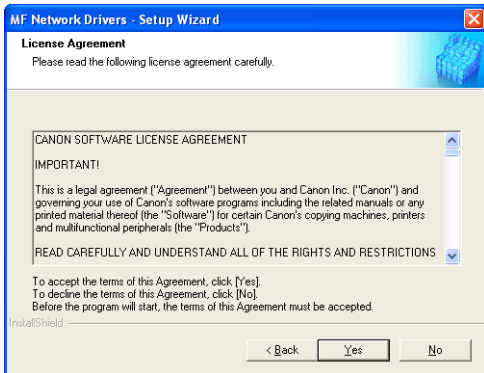 MF Network Drivers - Setup Wizard
License Agreement
Please read the following license agreement carefully.
CANON SOFTWARE LICENSE AGREEMENT
IMPORTANT!
This is a legal agreement ("Agreement") between you and Canon Inc. ("Canon") and
governing your use of Canon's software programs including the related manuals or any
printed material thereof (the "Software") for certain Canon's copying machines, printers
and multifunctional peripherals (the "Products").
READ CAREFULLY AND UNDERSTAND ALL OF THE RIGHTS AND RESTRICTIONS
To accept the terms of this Agreement, click [Yes].
To decline the terms of this Agreement, click [No].
Before the program will start, the terms of this Agreement must be accepted.
InstallShield
< Back Yes No